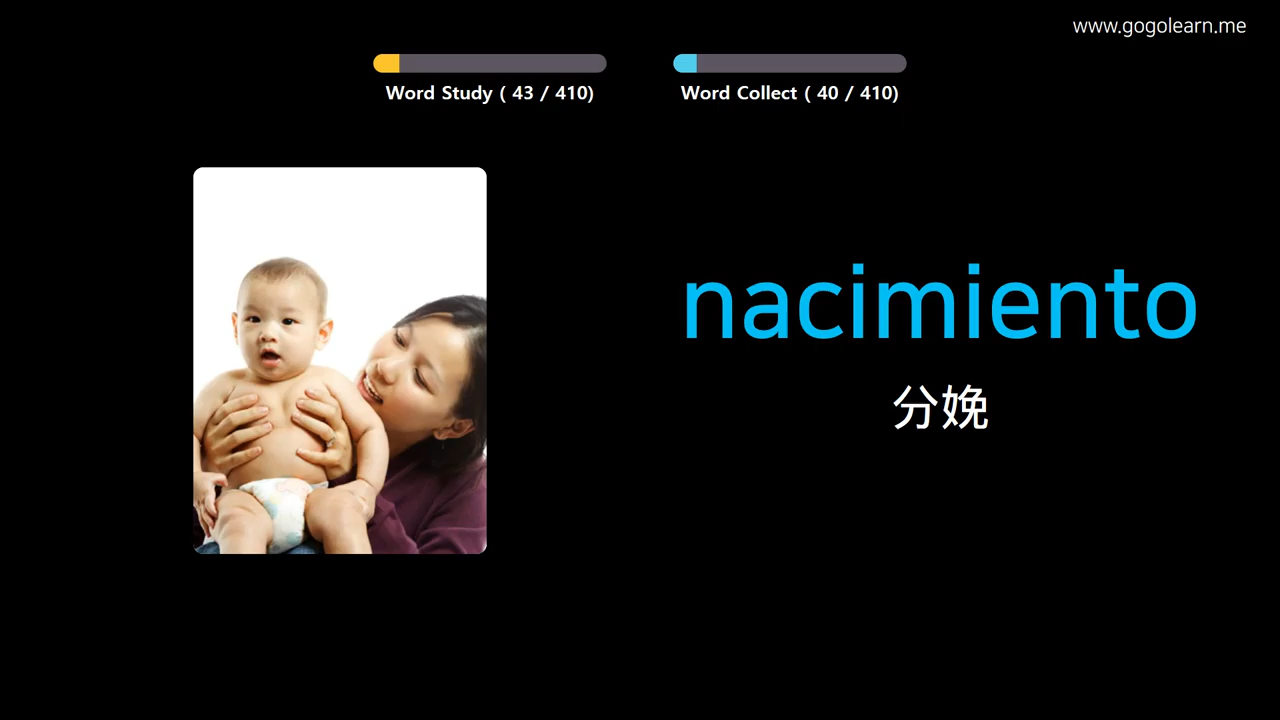 www.gogolearn.me
Word Study ( 43 / 410)
Word Collect ( 40 / 410)
nacimiento
分娩